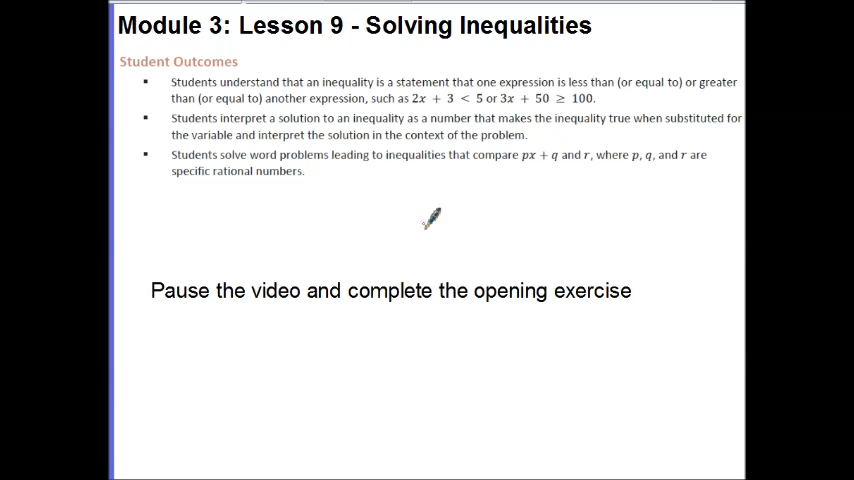 Module 3: Lesson 9 - Solving Inequalities
Student Outcomes
▪ Students understand that an inequality is a statement that one expression is less than (or equal to) or greater
than (or equal to) another expression, such as 2x + 3 < 5 or 3x + 50 ≥ 100.
▪ Students interpret a solution to an inequality as a number that makes the inequality true when substituted for
the variable and interpret the solution in the context of the problem.
▪ Students solve word problems leading to inequalities that compare px + q and r, where p, q, and r are
specific rational numbers.
Pause the video and complete the opening exercise